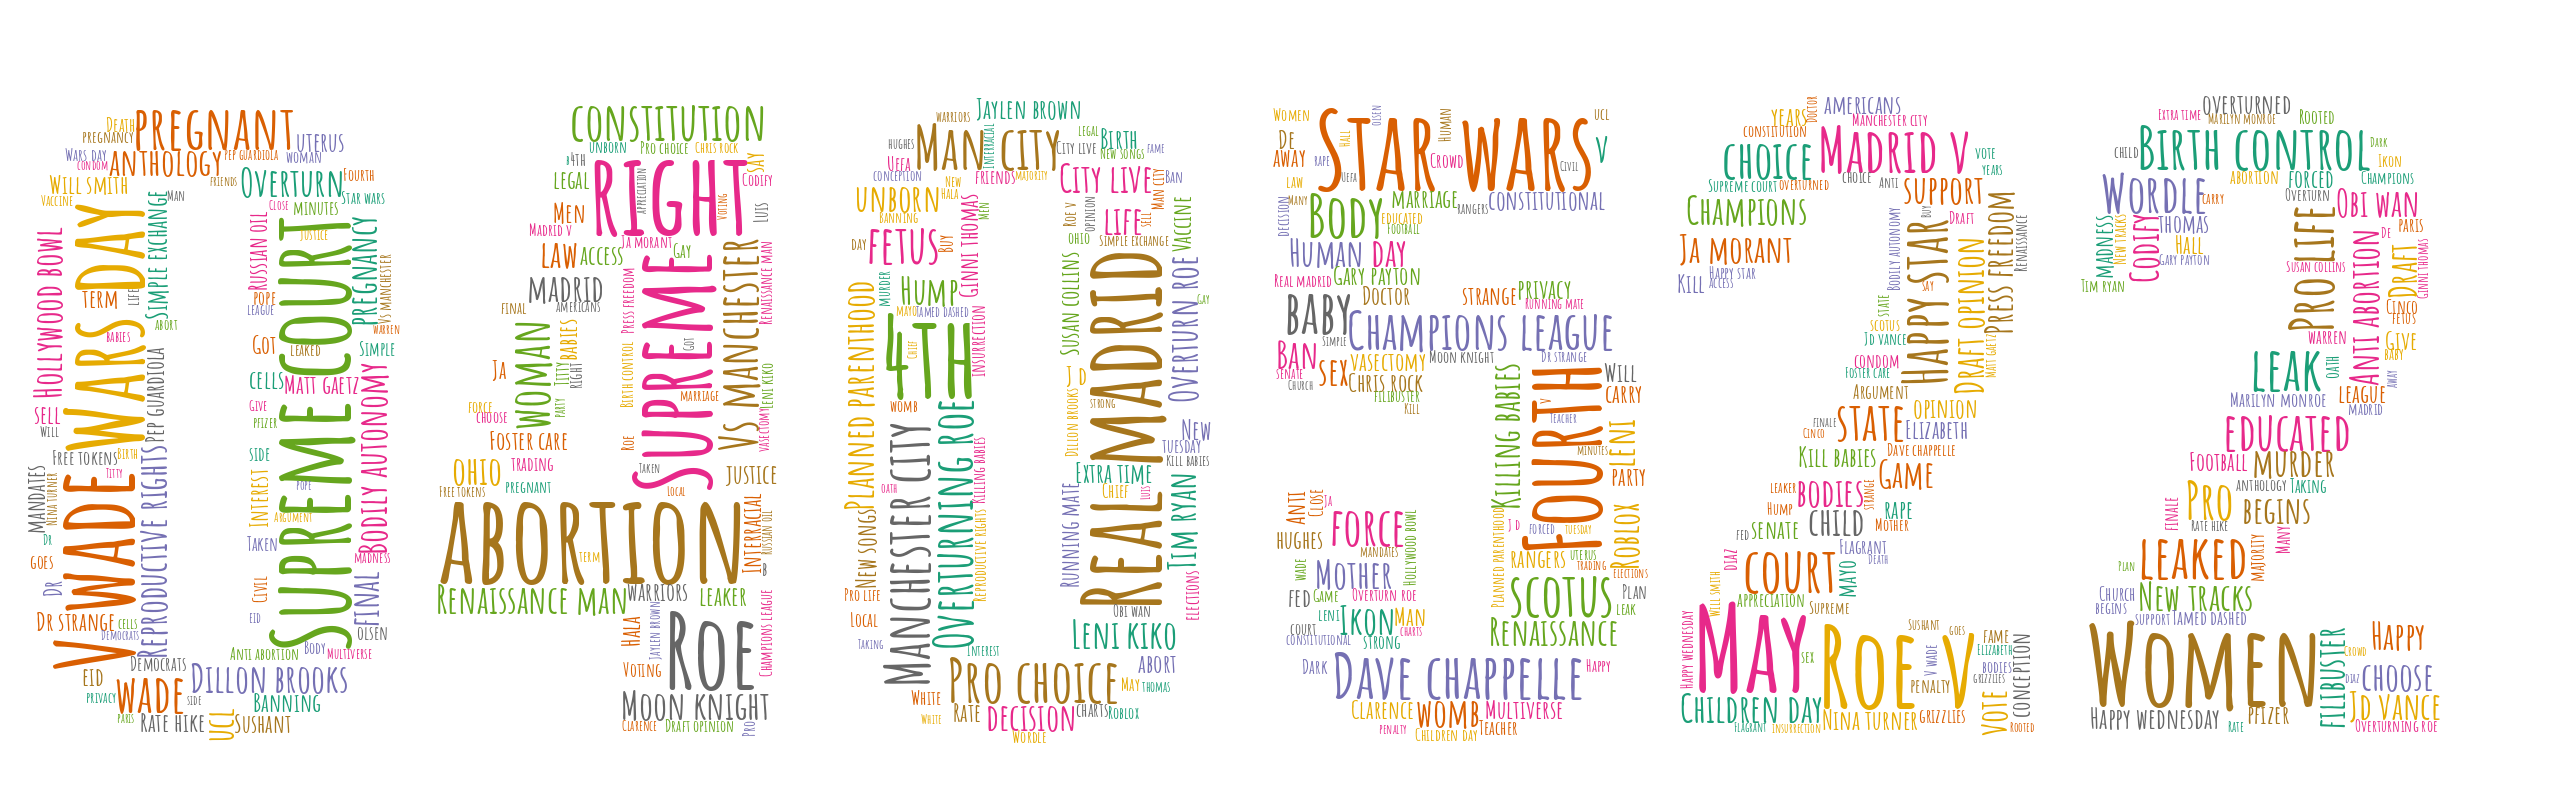 Death
pregnancy
pregnant
uterus
Wars day
condom
anthology
pep guardiola
woman
friends
Overturn
Fourth
Star wars
Will smith
Vaccine
man
Close
minutes
Hollywood bowl
wars day
Simple exchange
Russian oil
justice
pregnancy
Vs manchester
term
life
abort
babies
pope
league
Got
leaked
warren
simple
Supreme court
cells
Matt gaetz
Give
pfizer
sell
will
Free tokens
Birth
Titty
Pep guardiola
side
pope
Interest
Argument
Taken
Bodily autonomy
mandates
Nina turner
Dr
goes
Dr
V wade
Reproductive rights
Civil
Eid
madness
final
olsen
Dr strange
cells
Democrats
Democrats
Anti abortion
Body
Multiverse
Eid
privacy
wade
side
Dillon brooks
Banning
paris
Rate hike
UCL
Sushant
constitution
unborn
Pro choice
Chris rock
say
b4th
legal
right
appreciation
voting
Codify
Luis
Men
Madrid v
Ja morant
Gay
law
access
madrid
americans
final
Press freedom
supreme
Got
Vs manchester
Renaissance man
woman
babies
Titty
right
party
Ja
force
choose
Birth control
marriage
Leni kiko
vasectomy
Foster care
Roe
Taken
local
justice
ohio
trading
Free tokens
pregnant
abortion
term
Interracial
Russian oil
B
Renaissance man
warriors
leaker
Hala
Jaylen brown
Roe
Champions league
Voting
Moon knight
Clarence
Draft opinion
pro
warriors
Jaylen brown
hughes
Man city
Interracial
City live
legal
Birth
New songs
fame
Uefa
conception
New
hala
friends
majority
City live
Man city
Ban
unborn
banning
men
Roe v
opinion
life
sell
Simple exchange
vaccine
day
fetus
Buy
Ginni thomas
ohio
Susan collins
murder
Hump
mayo
Tamed dashed
Insurrection
4th
Chief
womb
Planned parenthood
J d
strong
Dillon brooks
Real madrid
Overturn roe
gay
New
Tuesday
Kill babies
Manchester city
oath
Overturning roe
Killing babies
Reproductive rights
Extra time
Chief
Luis
Tim ryan
Running mate
New songs
Pro life
Local
Taking
Interest
Obi wan
elections
Leni kiko
abort
Pro choice
May
thomas
White
White
Rate
decision
charts
Roblox
Wordle
Women
Star wars
olsen
Hall
Human
UCL
De
away
rape
Uefa
Crowd
Civil
V
law
Many
decision
Body
marriage
rangers
constitutional
educated
Football
Human day
Real madrid
Gary payton
baby
Doctor
strange
privacy
Running mate
Champions league
Simple
Ban
senate
Church
sex
vasectomy
Moon knight
Dr strange
Chris rock
filibuster
Kill
Killing babies
Fourth
V
Teacher
Will
carry
minutes
Leni
party
Anti
Close
Ja
force
mandates
hughes
Hollywood bowl
Planned parenthood
J d
forced
Tuesday
rangers
uterus
trading
Roblox
elections
wade
Mother
fed
Game
Overturn roe
Leni
Ikon
man
charts
court
constitutional
strong
scotus
Plan
leak
Renaissance
Dark
Dave chappelle
Happy
Clarence
womb
Multiverse
penalty
Children day
Teacher
years
Doctor
americans
constitution
Manchester city
choice
Madrid v
vote
years
Supreme court
overturned
choice
Anti
support
Champions
Draft
Ja morant
Kill
Happy star
access
Bodily autonomy
Buy
Press freedom
Renaissance
say
state
Happy star
Draft opinion
scotus
Jd vance
Matt gaetz
condom
Foster care
Argument
finale
Cinco
state
opinion
Elizabeth
Kill babies
Dave chappelle
Game
leaker
bodies
strange
Hump
child
rape
Mother
fed
senate
Flagrant
Death
Diaz
court
mayo
Will smith
appreciation
Supreme
Happy wednesday
May
sex
Roe v
Sushant
goes
V wade
fame
Elizabeth
bodies
grizzlies
conception
penalty
vote
Children day
Nina turner
grizzlies
Flagrant
insurrection
rooted
Extra time
overturned
Marilyn monroe
Rooted
child
Birth control
Dark
Ikon
abortion
forced
Champions
Wordle
carry
Overturn
Obi wan
thomas
Hall
Gary payton
madness
New tracks
Codify
Tim ryan
Pro life
Susan collins
De
paris
Draft
Ginni thomas
Cinco
fetus
Anti abortion
warren
Give
baby
leak
oath
away
Marilyn monroe
league
madrid
educated
Football
murder
anthology
Taking
Pro
Rate hike
begins
finale
Many
majority
leaked
Plan
Church
begins
New tracks
support
Tamed dashed
Women
filibuster
Happy
Crowd
Diaz
choose
Jd vance
Happy wednesday
Rate
pfizer
Overturning roe